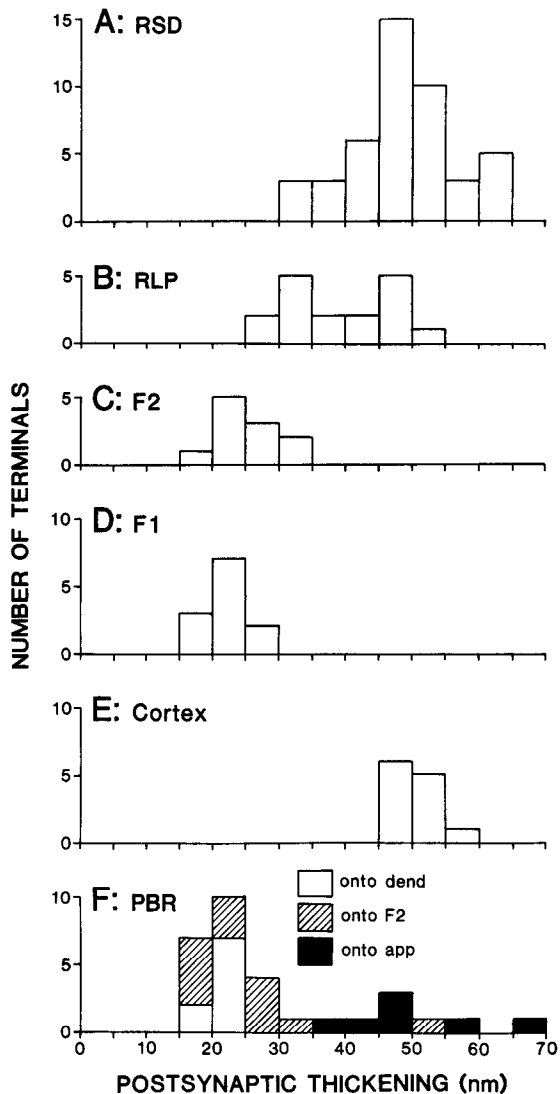 A: RSD
15
10
5
0
B: RLP
5
0
C: F2
5
0
D: F1
10
5
0
E: Cortex
10
5
0
F: PBR
10
5
0
onto dend
onto F2
onto app
0 10 20 30 40 50 60 70
POSTSYNAPTIC THICKENING (nm)
NUMBER OF TERMINALS